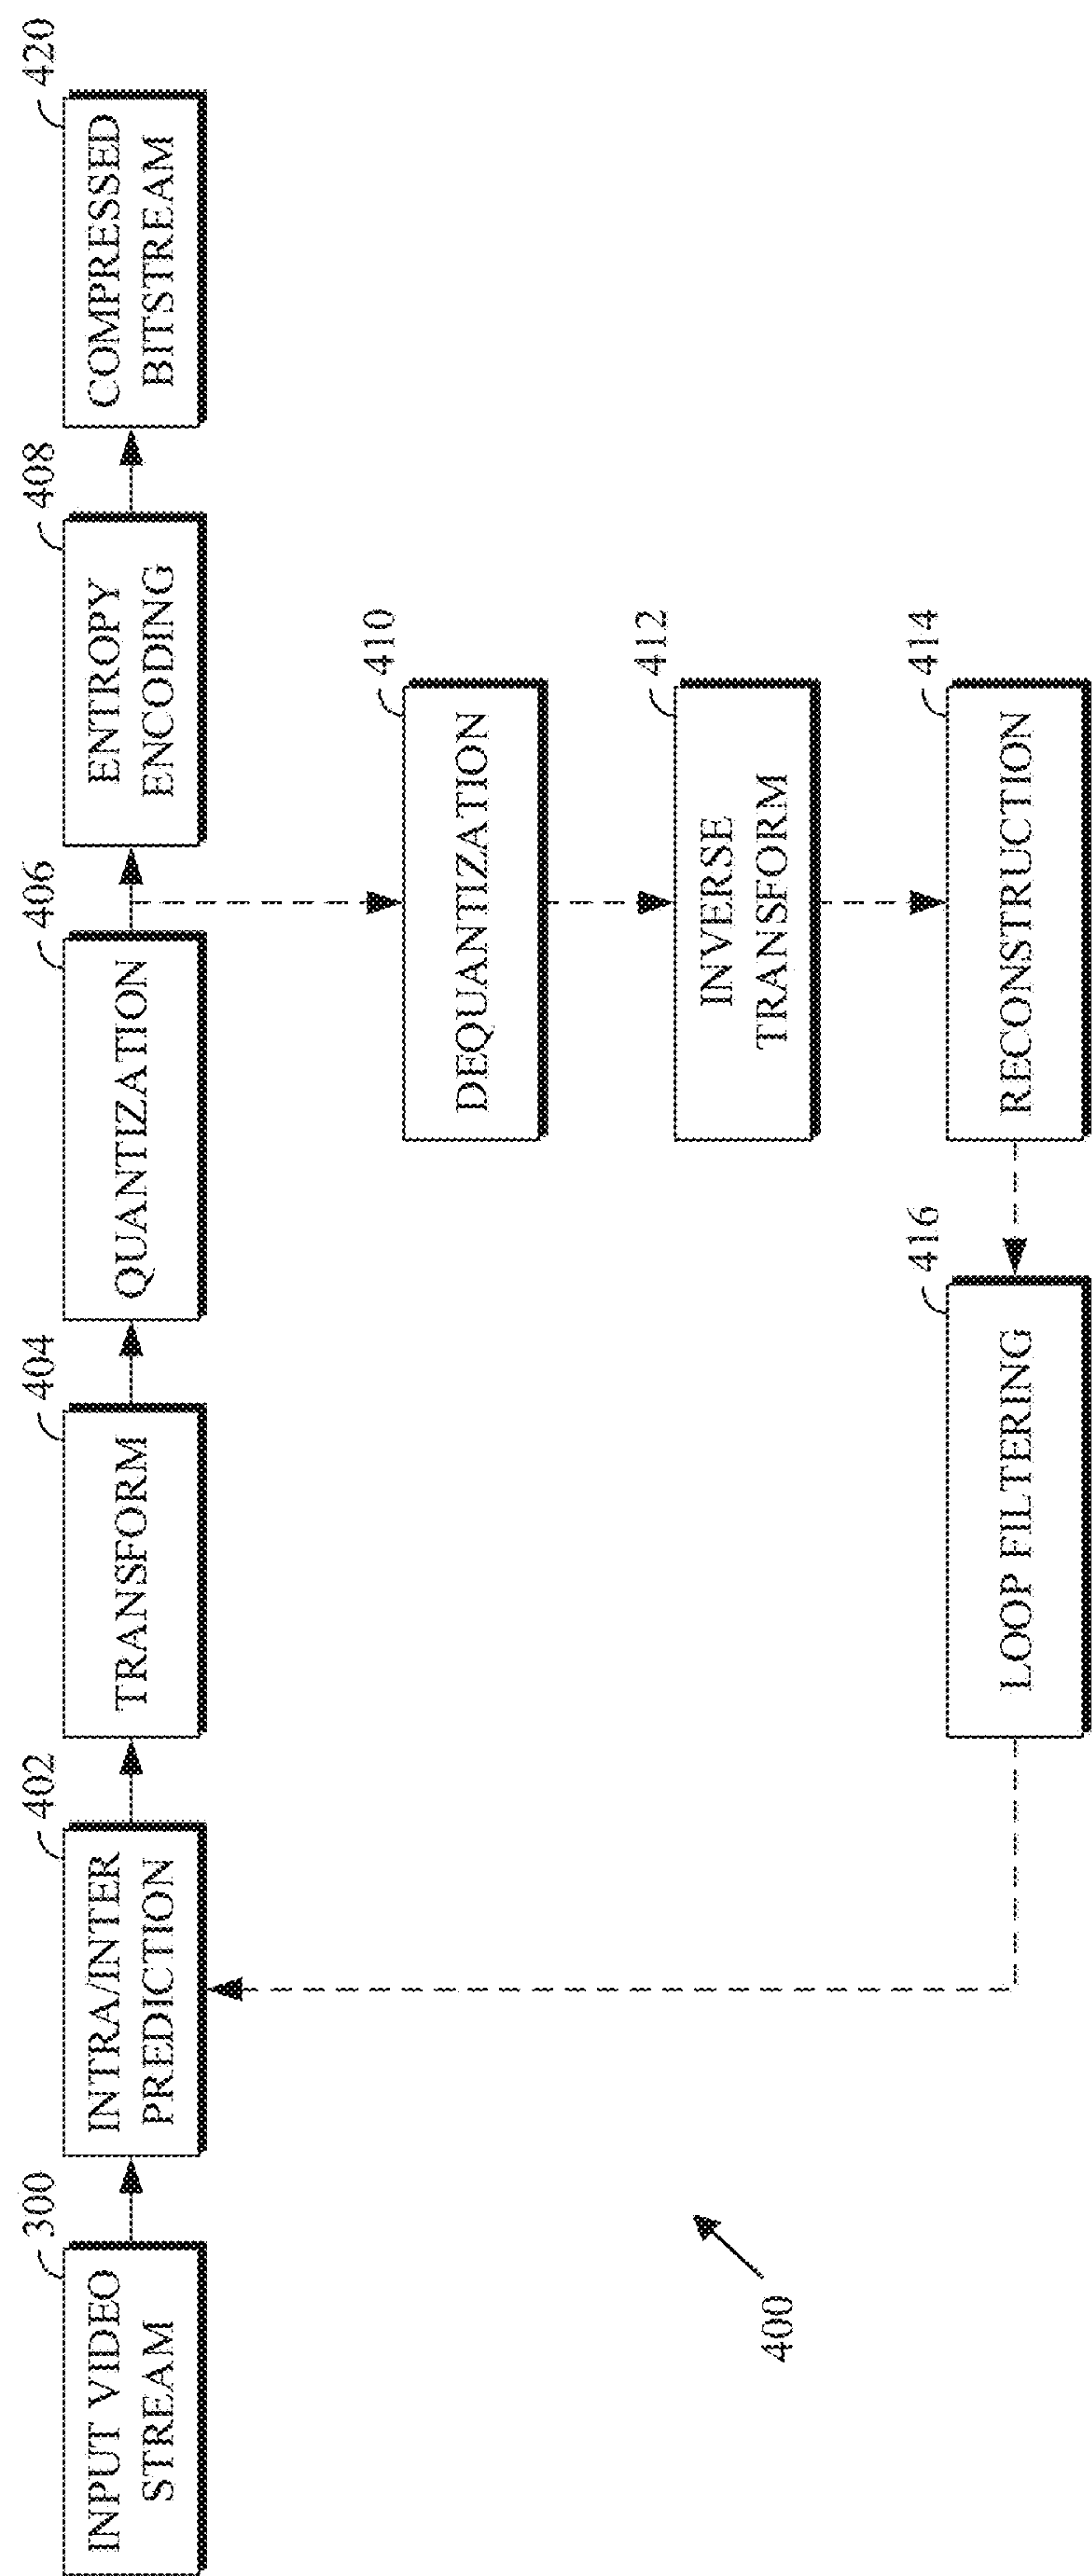 300
INPUT VIDEO
STREAM
402
INTRA/INTER
PREDICTION
404
TRANSFORM
406
QUANTIZATION
408
ENTROPY
ENCODING
420
COMPRESSED
BITSTREAM
410
DEQUANTIZATION
412
INVERSE
TRANSFORM
414
RECONSTRUCTION
416
LOOP FILTERING
400